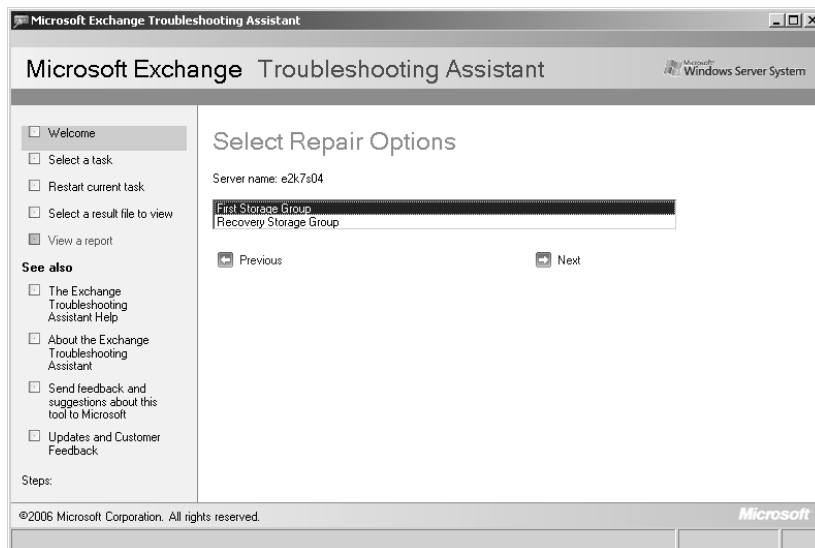 Microsoft Exchange Troubleshooting Assistant
Microsoft Exchange Troubleshooting Assistant
Microsoft
Windows Server System
Welcome
Select a task
Restart current task
Select a result file to view
View a report
See also
The Exchange
Troubleshooting
Assistant Help
About the Exchange
Troubleshooting
Assistant
Send feedback and
suggestions about this
tool to Microsoft
Updates and Customer
Feedback
Steps:
Select Repair Options
Server name: e2k7s04
First Storage Group
Recovery Storage Group
Previous
Next
©2006 Microsoft Corporation. All rights reserved.
Microsoft